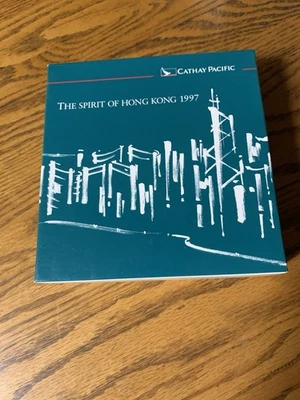 CATHAY PACIFIC
THE SPIRIT OF HONG KONG 1997